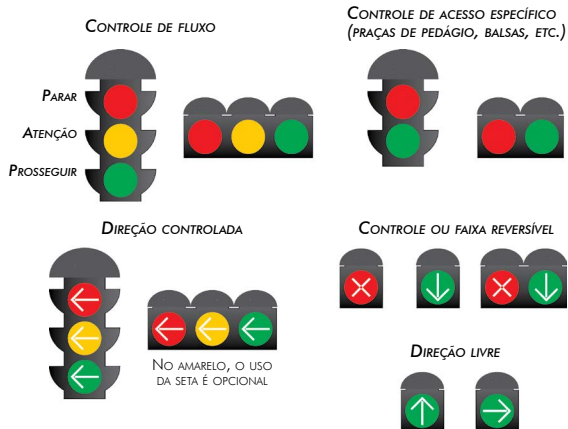 Controle de fluxo
Parar
Atenção
Prosseguir
Controle de acesso específico
(praças de pedágio, balsas, etc.)
Direção controlada
No amarelo, o uso
da seta é opcional
Controle ou faixa reversível
Direção livre